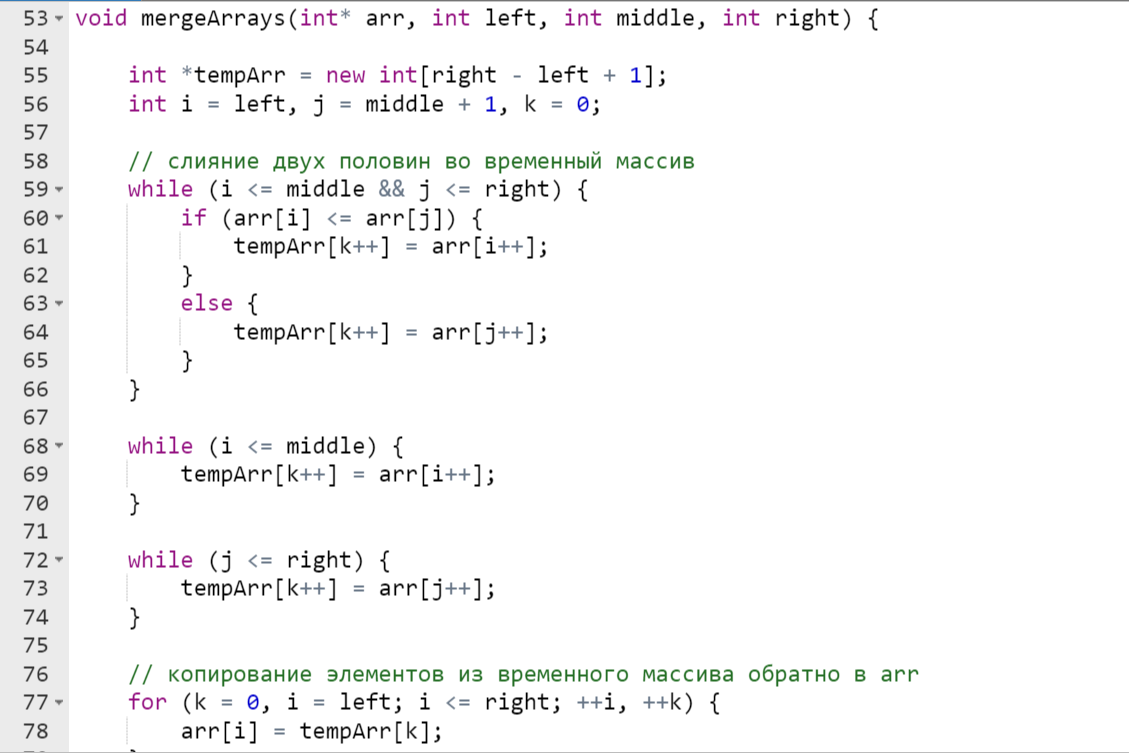 53 void mergeArrays(int* arr, int left, int middle, int right) {
54
55     int *tempArr = new int[right - left + 1];
56     int i = left, j = middle + 1, k = 0;
57
58     // слияние двух половин во временный массив
59     while (i <= middle && j <= right) {
60         if (arr[i] <= arr[j]) {
61             tempArr[k++] = arr[i++];
62         }
63         else {
64             tempArr[k++] = arr[j++];
65         }
66     }
67
68     while (i <= middle) {
69         tempArr[k++] = arr[i++];
70     }
71
72     while (j <= right) {
73         tempArr[k++] = arr[j++];
74     }
75
76     // копирование элементов из временного массива обратно в arr
77     for (k = 0, i = left; i <= right; ++i, ++k) {
78         arr[i] = tempArr[k];